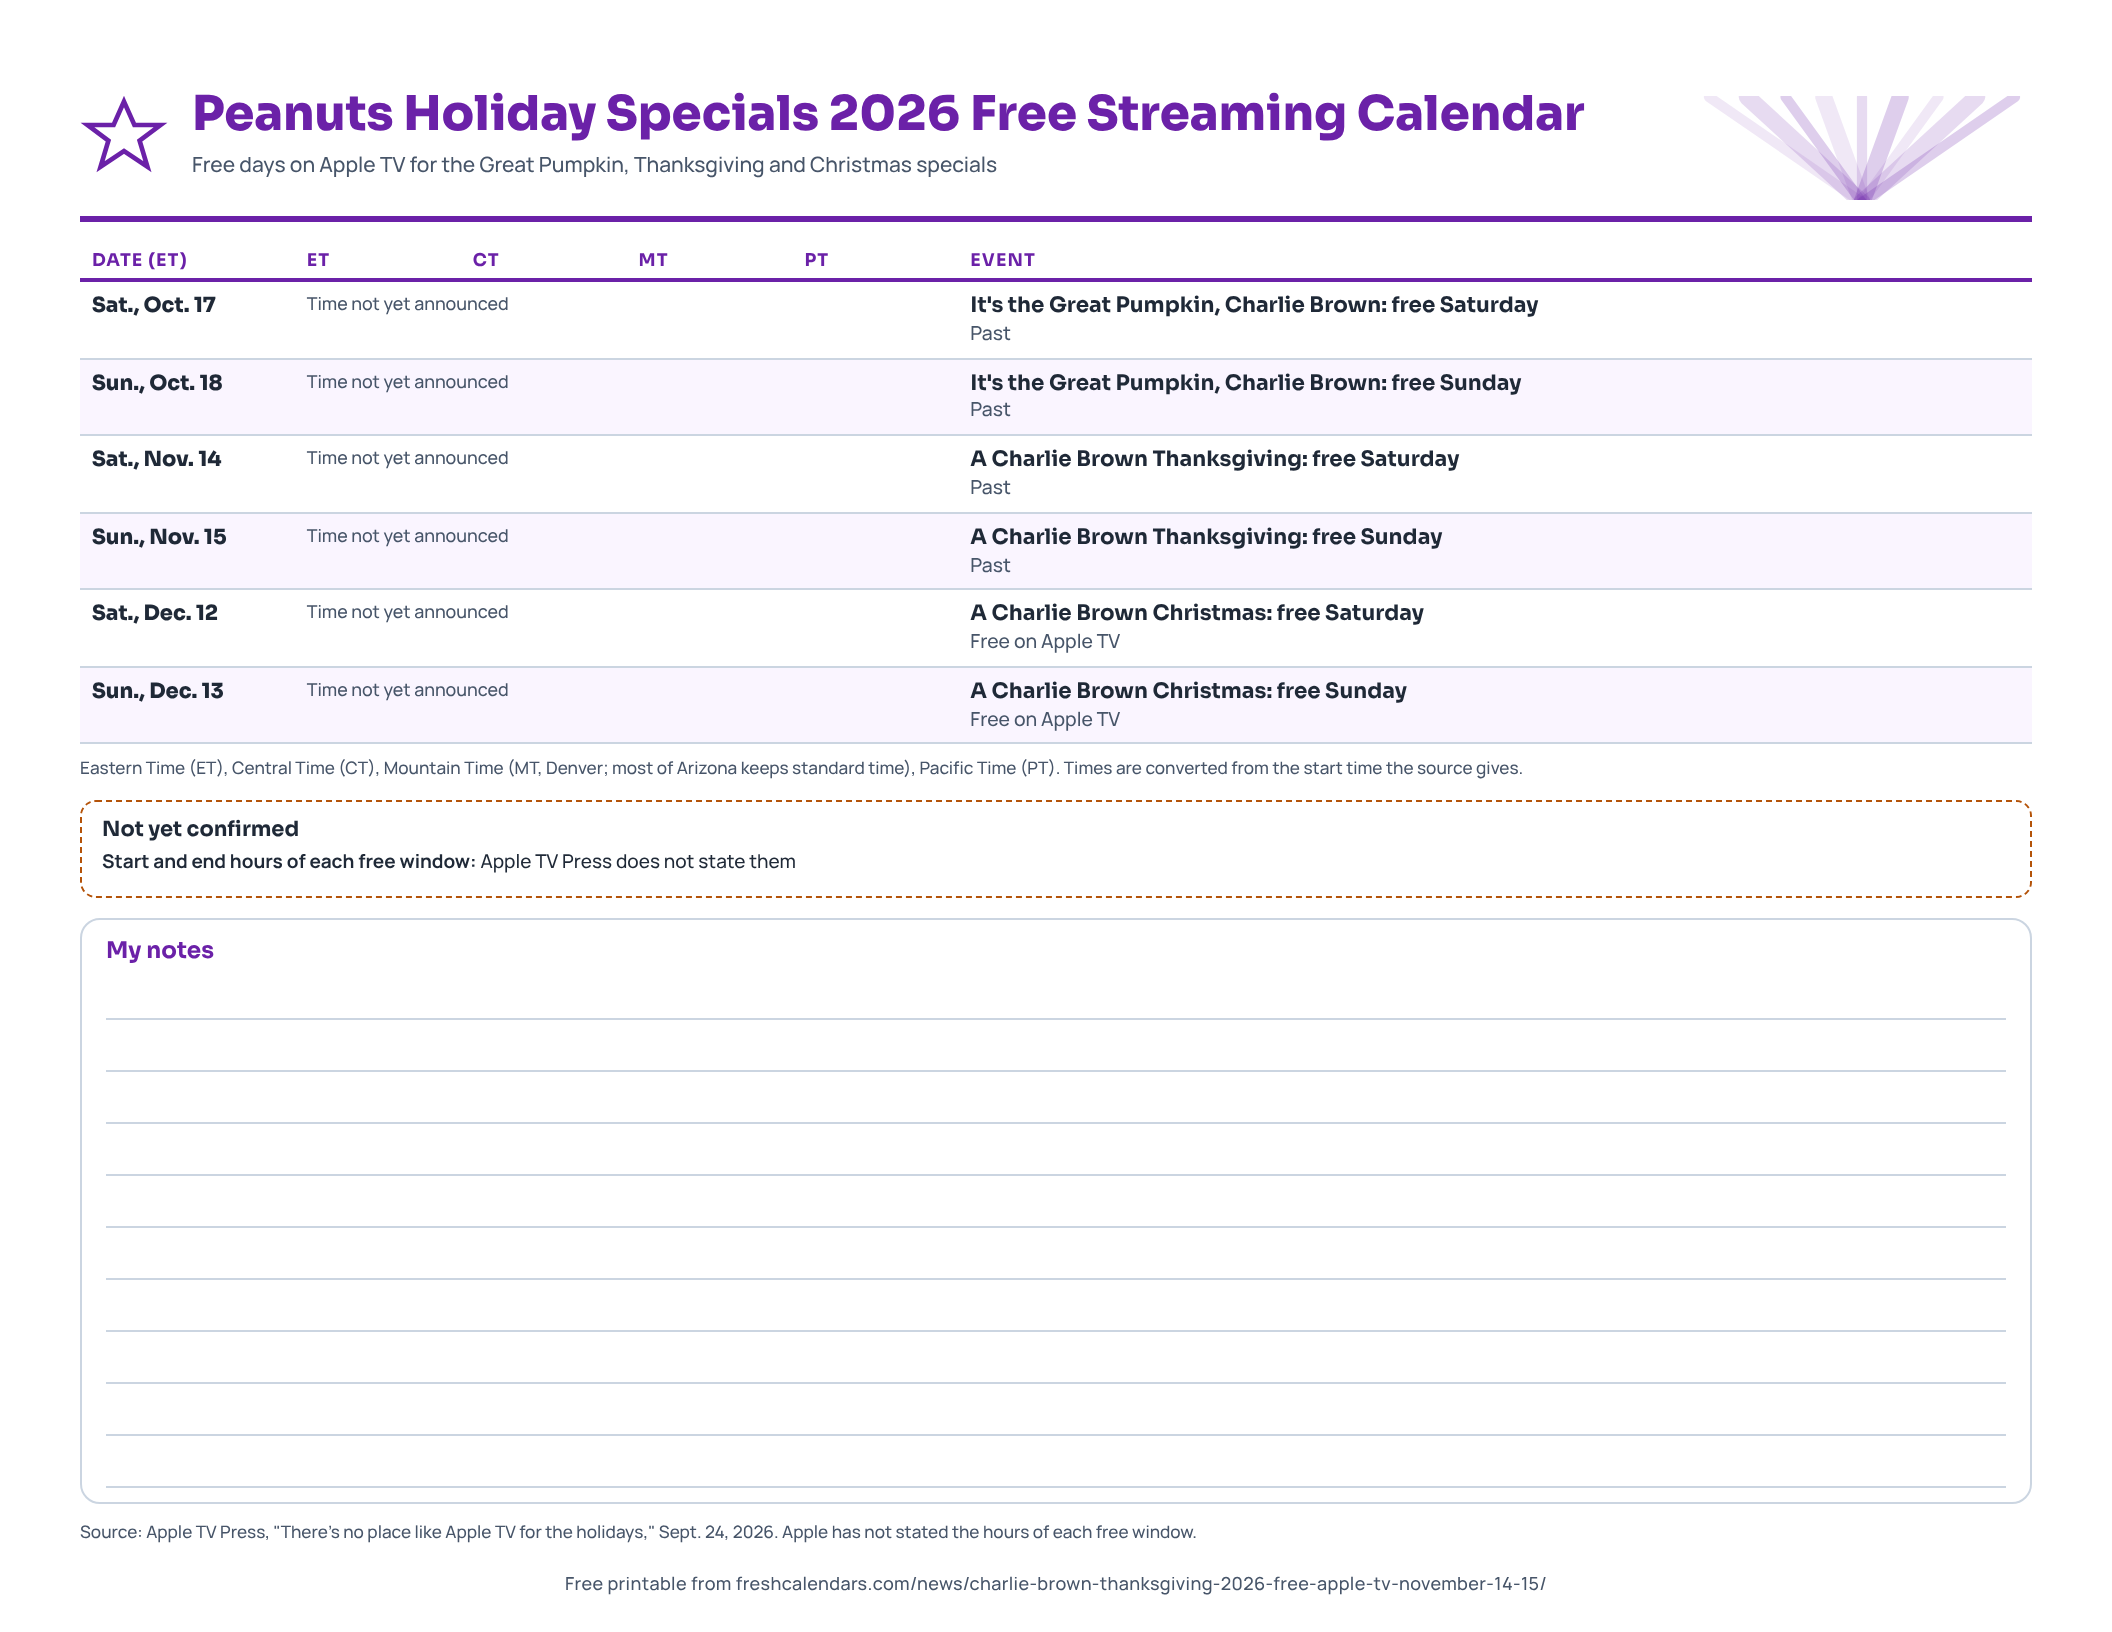 Peanuts Holiday Specials 2026 Free Streaming Calendar
Free days on Apple TV for the Great Pumpkin, Thanksgiving and Christmas specials
DATE (ET) ET CT MT PT EVENT
Sat., Oct. 17 Time not yet announced It's the Great Pumpkin, Charlie Brown: free Saturday
Past
Sun., Oct. 18 Time not yet announced It's the Great Pumpkin, Charlie Brown: free Sunday
Past
Sat., Nov. 14 Time not yet announced A Charlie Brown Thanksgiving: free Saturday
Past
Sun., Nov. 15 Time not yet announced A Charlie Brown Thanksgiving: free Sunday
Past
Sat., Dec. 12 Time not yet announced A Charlie Brown Christmas: free Saturday
Free on Apple TV
Sun., Dec. 13 Time not yet announced A Charlie Brown Christmas: free Sunday
Free on Apple TV
Eastern Time (ET), Central Time (CT), Mountain Time (MT, Denver; most of Arizona keeps standard time), Pacific Time (PT). Times are converted from the start time the source gives.
Not yet confirmed
Start and end hours of each free window: Apple TV Press does not state them
My notes
Source: Apple TV Press, "There's no place like Apple TV for the holidays," Sept. 24, 2026. Apple has not stated the hours of each free window.
Free printable from freshcalendars.com/news/charlie-brown-thanksgiving-2026-free-apple-tv-november-14-15/